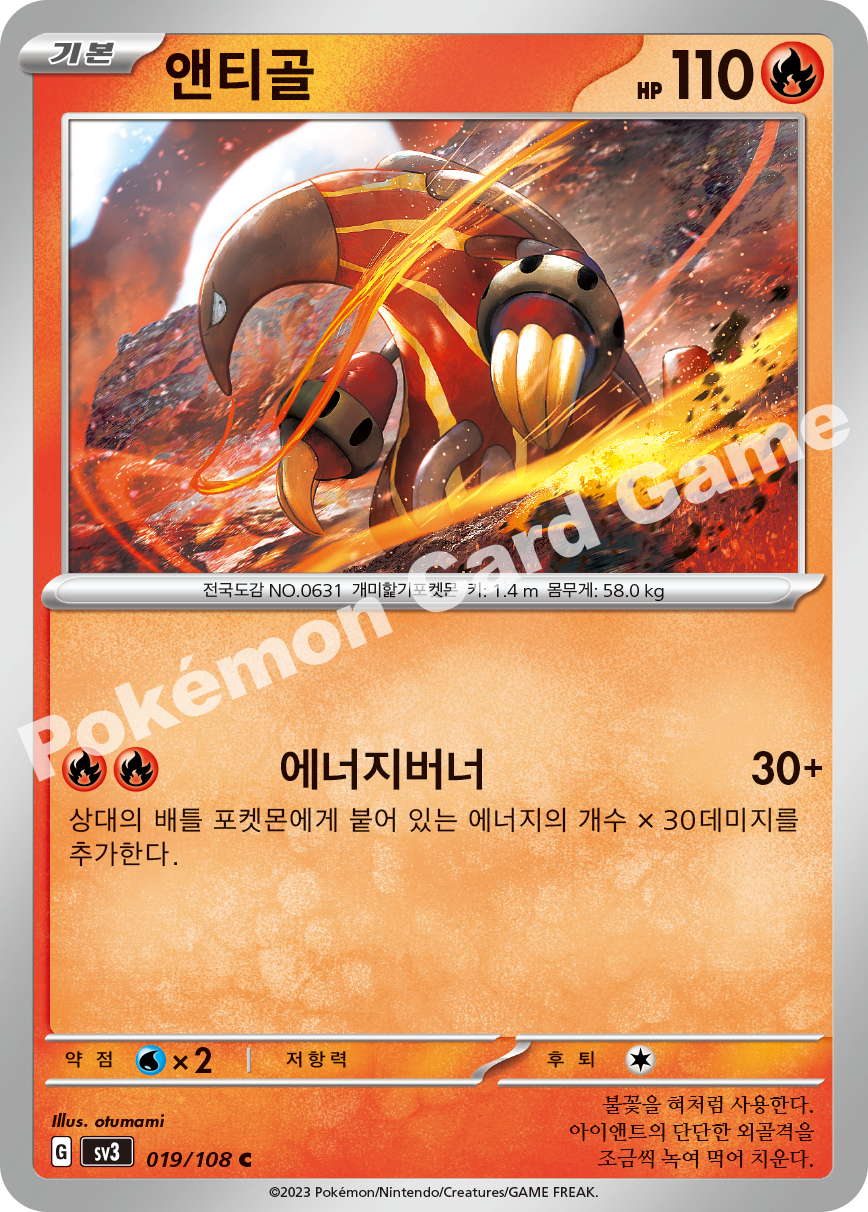 기본 앤티골 HP 110
전국도감 NO.0631 개미핥기포켓몬 키: 1.4 m 몸무게: 58.0 kg
Pokémon Card Game
에너지버너 30+
상대의 배틀 포켓몬에게 붙어 있는 에너지의 개수 × 30데미지를
추가한다.
약점 ×2 저항력 후퇴
불꽃을 혀처럼 사용한다.
아이앤트의 단단한 외골격을
조금씩 녹여 먹어 치운다.
Illus. otumami
G sv3 019/108 C
©2023 Pokémon/Nintendo/Creatures/GAME FREAK.